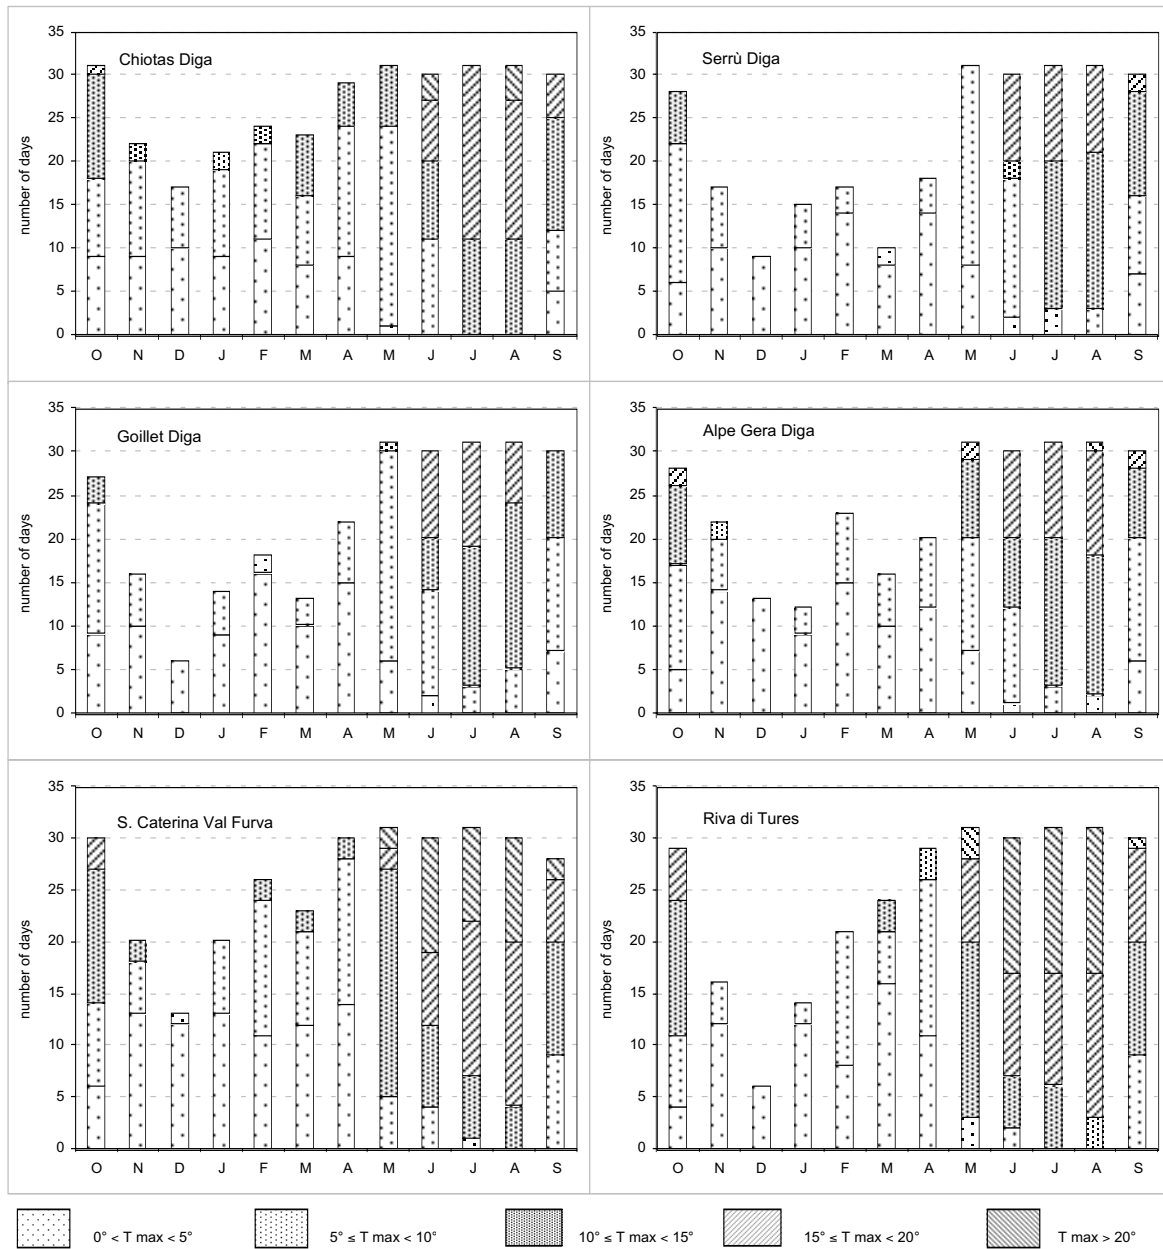 Chiotas Diga
number of days
35
30
25
20
15
10
5
0
O N D J F M A M J J A S
Serrù Diga
number of days
35
30
25
20
15
10
5
0
O N D J F M A M J J A S
Goillet Diga
number of days
35
30
25
20
15
10
5
0
O N D J F M A M J J A S
Alpe Gera Diga
number of days
35
30
25
20
15
10
5
0
O N D J F M A M J J A S
S. Caterina Val Furva
number of days
35
30
25
20
15
10
5
0
O N D J F M A M J J A S
Riva di Tures
number of days
35
30
25
20
15
10
5
0
O N D J F M A M J J A S
0° < T max < 5° 5° ≤ T max < 10° 10° ≤ T max < 15° 15° ≤ T max < 20° T max > 20°